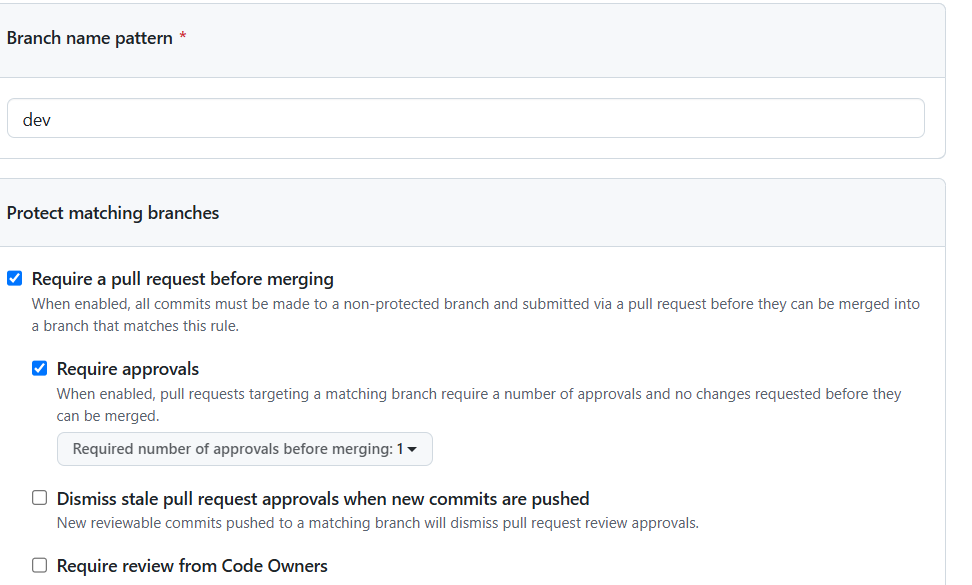 Branch name pattern *
dev
Protect matching branches
Require a pull request before merging
When enabled, all commits must be made to a non-protected branch and submitted via a pull request before they can be merged into
a branch that matches this rule.
Require approvals
When enabled, pull requests targeting a matching branch require a number of approvals and no changes requested before they
can be merged.
Required number of approvals before merging: 1
Dismiss stale pull request approvals when new commits are pushed
New reviewable commits pushed to a matching branch will dismiss pull request review approvals.
Require review from Code Owners